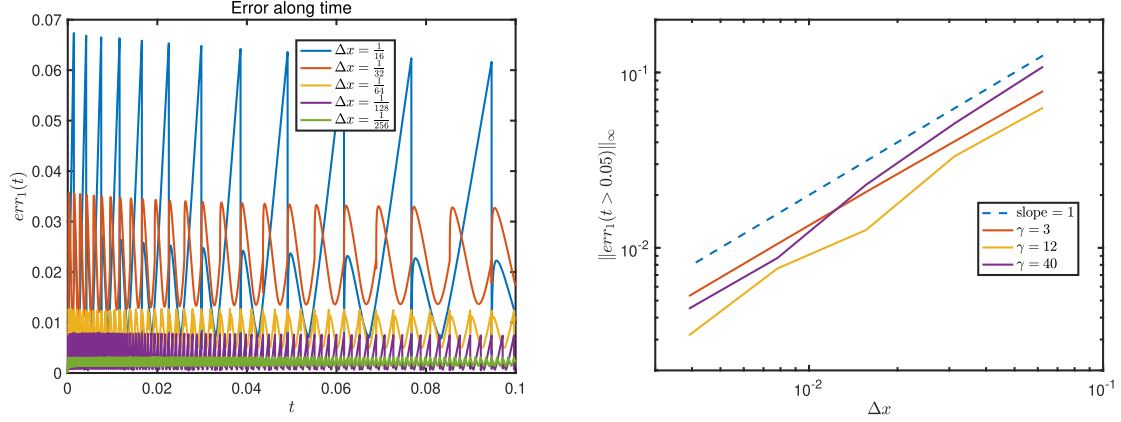 Error along time
err₁(t)
0.07
0.06
0.05
0.04
0.03
0.02
0.01
0
0 0.02 0.04 0.06 0.08 0.1
t
Δx = 1/16
Δx = 1/32
Δx = 1/64
Δx = 1/128
Δx = 1/256
‖err₁(t > 0.05)‖∞
10⁻¹
10⁻²
10⁻² 10⁻¹
Δx
slope = 1
γ = 3
γ = 12
γ = 40